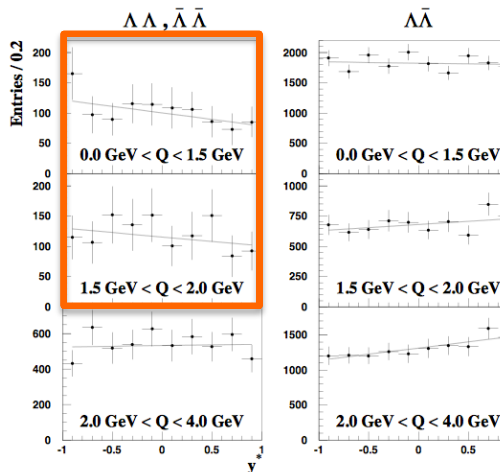 Λ Λ , Λ̄ Λ̄
ΛΛ̄
Entries / 0.2
200
150
100
50
0
0.0 GeV < Q < 1.5 GeV
2000
1500
1000
500
0
0.0 GeV < Q < 1.5 GeV
200
150
100
50
0
1.5 GeV < Q < 2.0 GeV
1000
750
500
250
0
1.5 GeV < Q < 2.0 GeV
600
400
200
0
2.0 GeV < Q < 4.0 GeV
1500
1000
500
0
2.0 GeV < Q < 4.0 GeV
-1 -0.5 0 0.5 1
-1 -0.5 0 0.5
y*